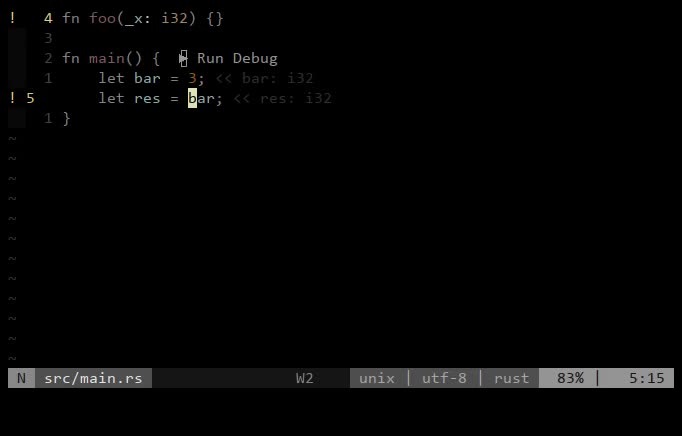 ! 4 fn foo(_x: i32) {}
3
2 fn main() { ▶ Run Debug
1 let bar = 3; << bar: i32
! 5 let res = bar; << res: i32
1 }
~
~
~
~
~
~
~
~
~
~
~
~
N src/main.rs W2 unix | utf-8 | rust 83% | 5:15